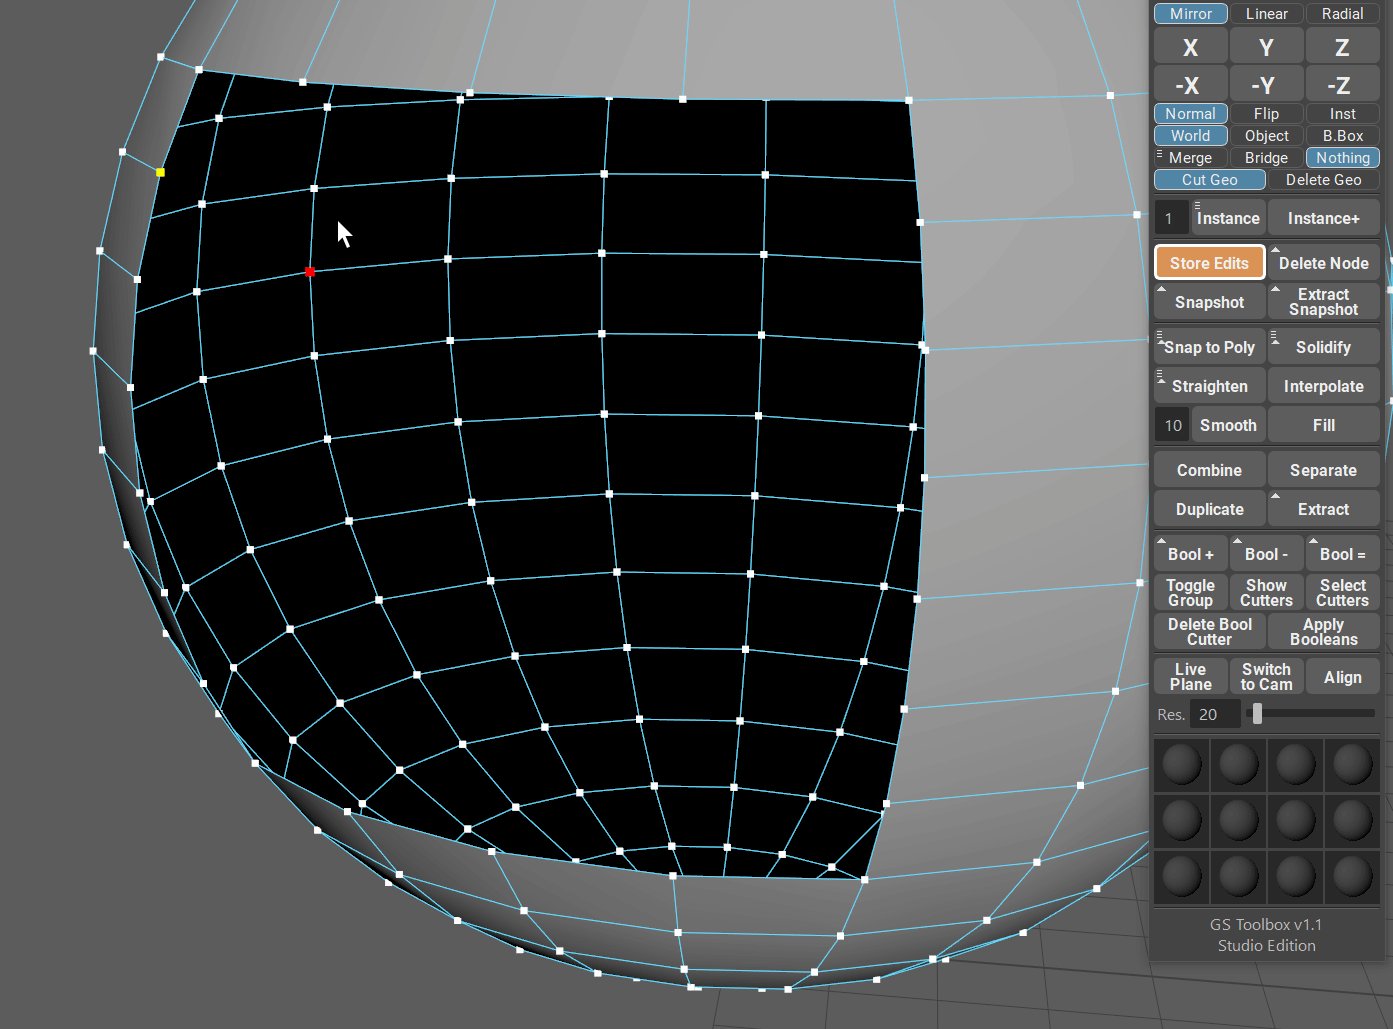 Mirror Linear Radial
X Y Z
-X -Y -Z
Normal Flip Inst
World Object B.Box
Merge Bridge Nothing
Cut Geo Delete Geo
1 Instance Instance+
Store Edits Delete Node
Snapshot Extract
Snapshot
Snap to Poly Solidify
Straighten Interpolate
10 Smooth Fill
Combine Separate
Duplicate Extract
Bool + Bool - Bool =
Toggle Show Select
Group Cutters Cutters
Delete Bool Apply
Cutter Booleans
Live Switch Align
Plane to Cam
Res. 20
GS Toolbox v1.1
Studio Edition